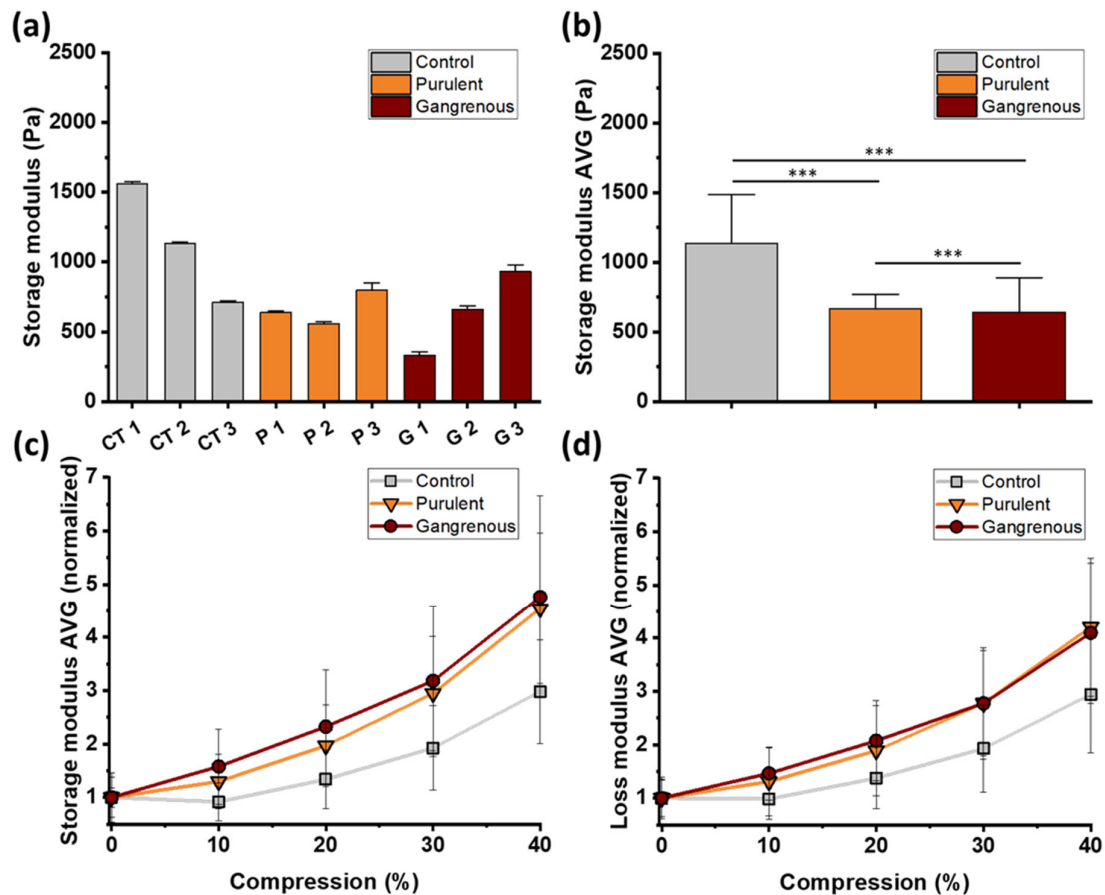 (a)
Storage modulus (Pa)
2500
2000
1500
1000
500
0
Control
Purulent
Gangrenous
CT 1
CT 2
CT 3
P 1
P 2
P 3
G 1
G 2
G 3
(b)
Storage modulus AVG (Pa)
2500
2000
1500
1000
500
0
Control
Purulent
Gangrenous
***
***
***
(c)
Storage modulus AVG (normalized)
7
6
5
4
3
2
1
Control
Purulent
Gangrenous
0
10
20
30
40
Compression (%)
(d)
Loss modulus AVG (normalized)
7
6
5
4
3
2
1
Control
Purulent
Gangrenous
0
10
20
30
40
Compression (%)